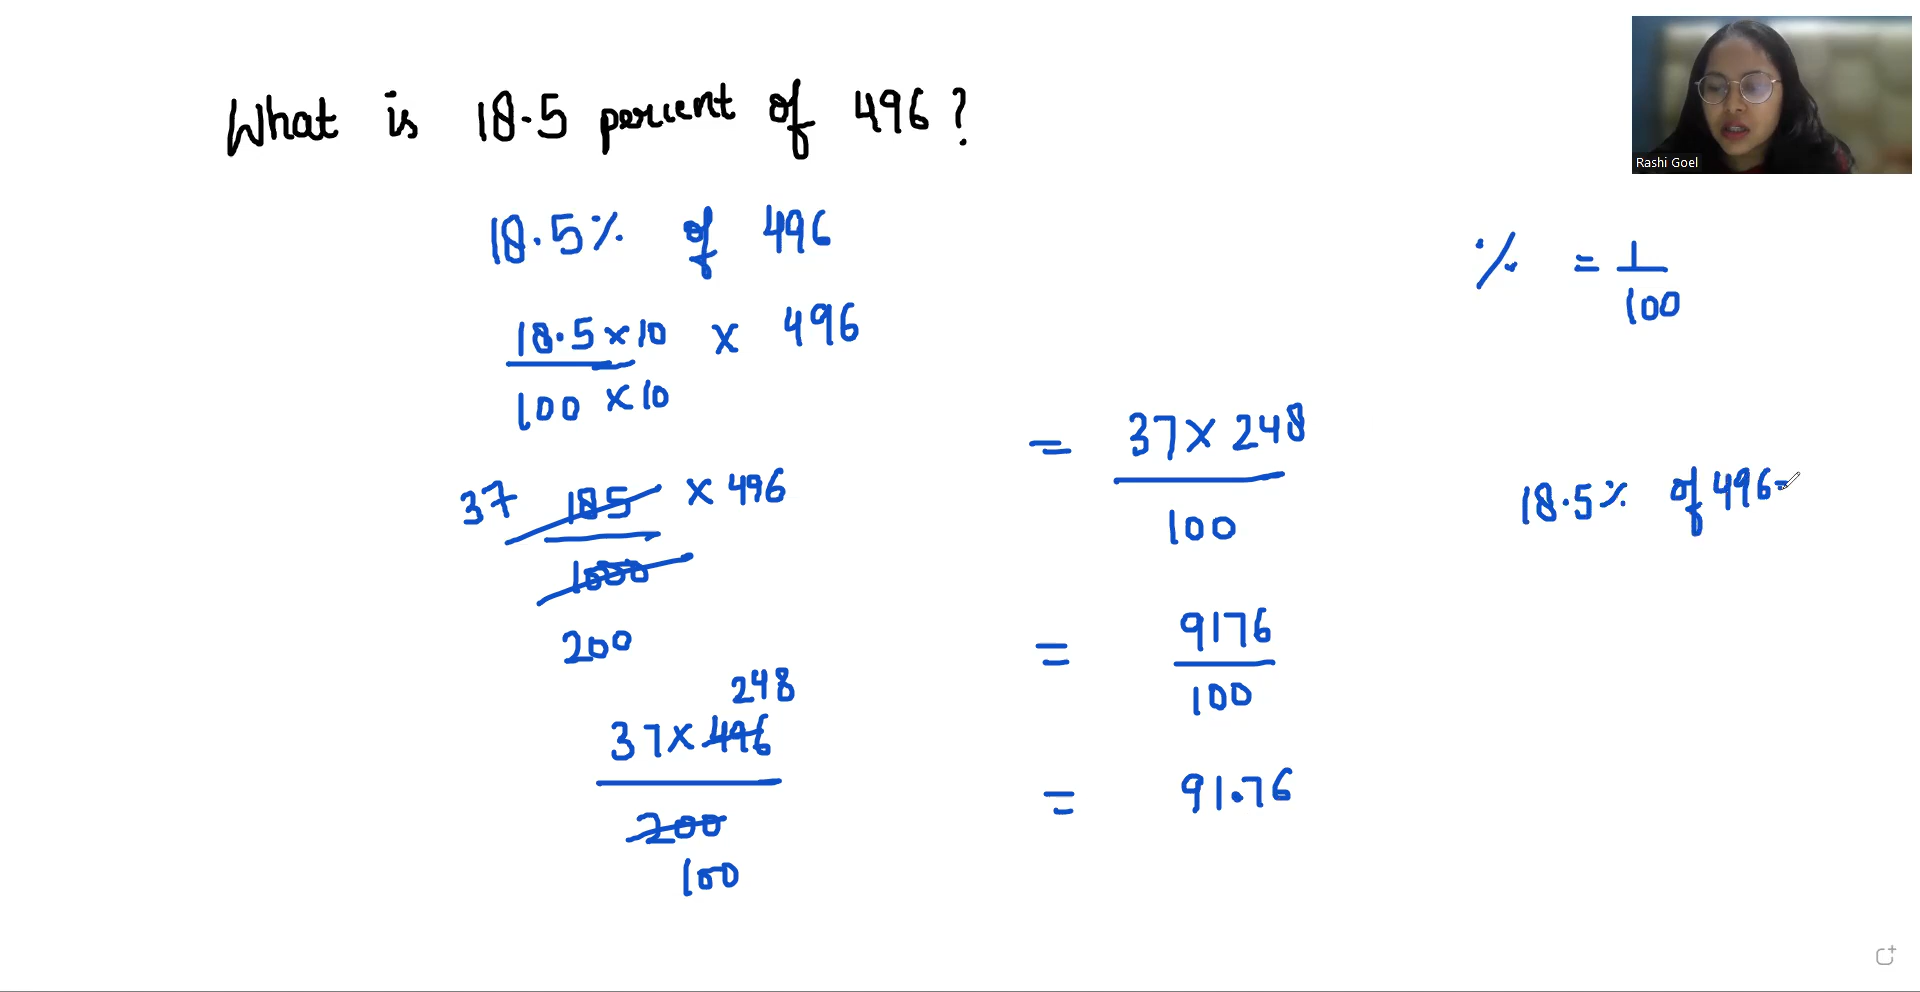 What is 18.5 percent of 496?
Rashi Goel
18.5% of 496
% = 1/100
18.5 × 10 × 496
100 × 10
37 185 × 496
1000
200
248
37 × 496
200
100
= 37 × 248
100
= 9176
100
= 91.76
18.5% of 496=